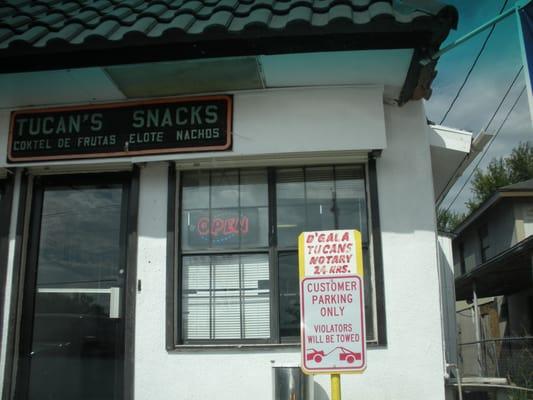 TUCAN'S SNACKS
COKTEL DE FRUTAS ELOTE NACHOS
OPEN
D'GALA
TUCANS
NOTARY
24 HRS.
CUSTOMER
PARKING
ONLY
VIOLATORS
WILL BE TOWED